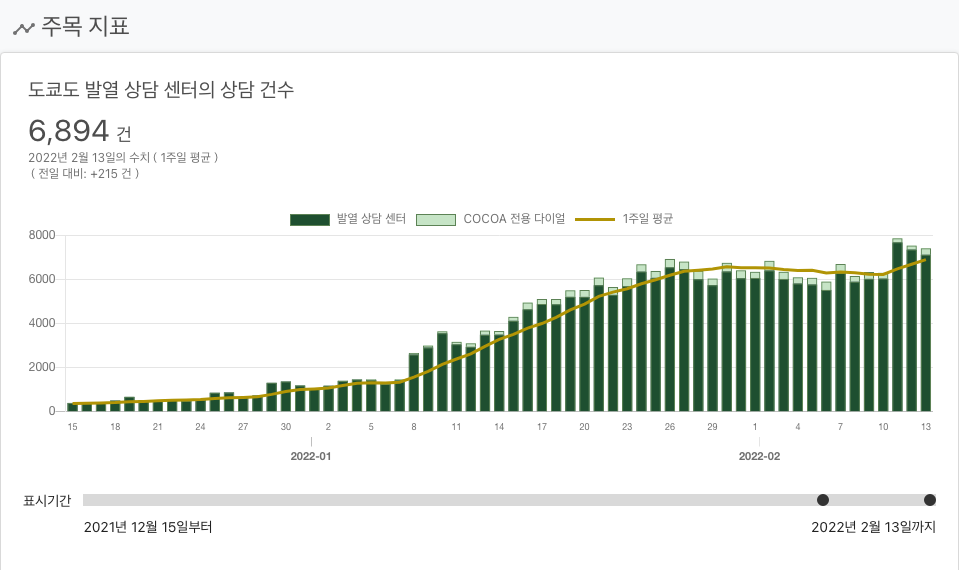 주목 지표
도쿄도 발열 상담 센터의 상담 건수
6,894 건
2022년 2월 13일의 수치 ( 1주일 평균 )
( 전일 대비: +215 건 )
발열 상담 센터 COCOA 전용 다이얼 1주일 평균
8000
6000
4000
2000
0
15 18 21 24 27 30 2 5 8 11 14 17 20 23 26 29 1 4 7 10 13
2022-01 2022-02
표시기간
2021년 12월 15일부터 2022년 2월 13일까지